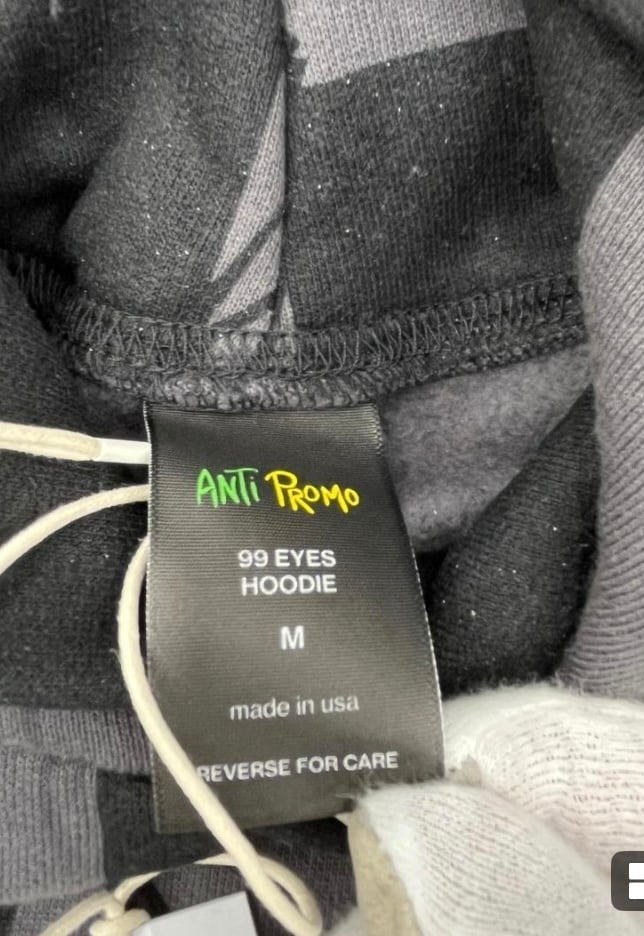 ANTi PROMO
99 EYES
HOODIE
M
made in usa
REVERSE FOR CARE